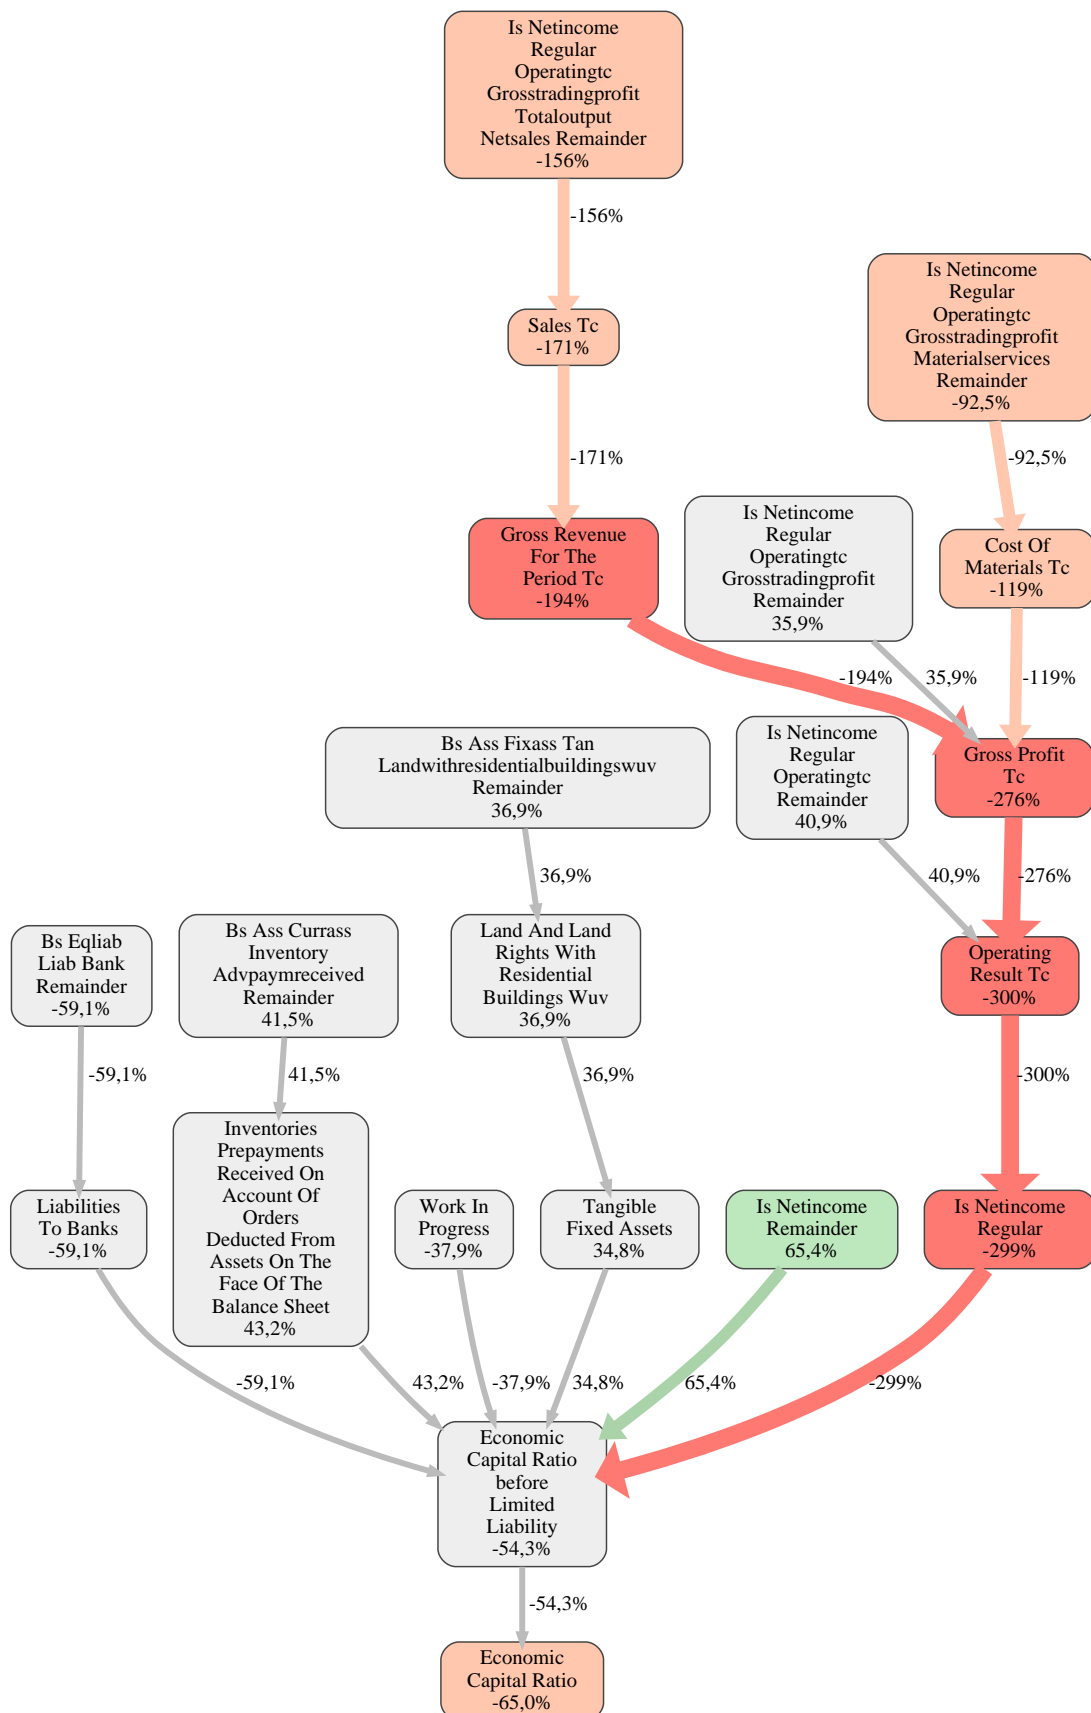 Is Netincome
Regular
Operatingtc
Grosstradingprofit
Totaloutput
Netsales Remainder
-156%
-156%
Is Netincome
Regular
Operatingtc
Grosstradingprofit
Materialservices
Remainder
-92,5%
Sales Tc
-171%
-171%
-92,5%
Gross Revenue
For The
Period Tc
-194%
Is Netincome
Regular
Operatingtc
Grosstradingprofit
Remainder
35,9%
Cost Of
Materials Tc
-119%
-194%
35,9%
-119%
Bs Ass Fixass Tan
Landwithresidentialbuildingswuv
Remainder
36,9%
Is Netincome
Regular
Operatingtc
Remainder
40,9%
Gross Profit
Tc
-276%
36,9%
40,9%
-276%
Bs Eqliab
Liab Bank
Remainder
-59,1%
Bs Ass Currass
Inventory
Advpaymreceived
Remainder
41,5%
Land And Land
Rights With
Residential
Buildings Wuv
36,9%
Operating
Result Tc
-300%
-59,1%
41,5%
36,9%
-300%
Liabilities
To Banks
-59,1%
Inventories
Prepayments
Received On
Account Of
Orders
Deducted From
Assets On The
Face Of The
Balance Sheet
43,2%
Work In
Progress
-37,9%
Tangible
Fixed Assets
34,8%
Is Netincome
Remainder
65,4%
Is Netincome
Regular
-299%
-59,1%
43,2%
-37,9%
34,8%
65,4%
-299%
Economic
Capital Ratio
before
Limited
Liability
-54,3%
-54,3%
Economic
Capital Ratio
-65,0%